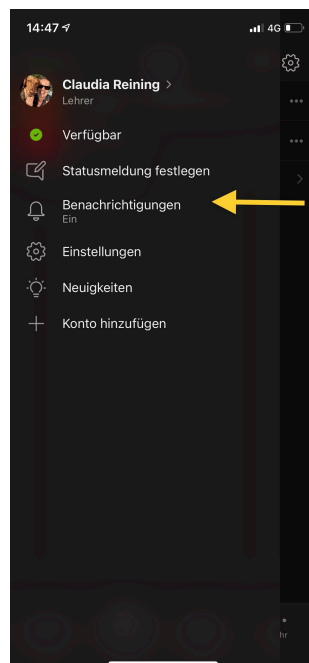 14:47
4G
Claudia Reining
Lehrer
Verfügbar
Statusmeldung festlegen
Benachrichtigungen
Ein
Einstellungen
Neuigkeiten
Konto hinzufügen
hr